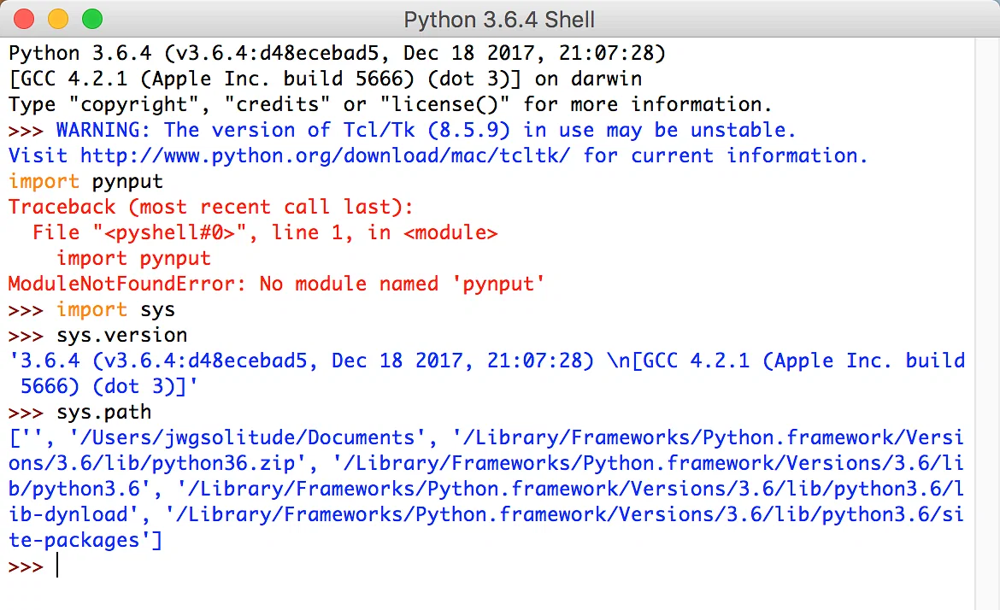 Python 3.6.4 Shell
Python 3.6.4 (v3.6.4:d48ecebad5, Dec 18 2017, 21:07:28)
[GCC 4.2.1 (Apple Inc. build 5666) (dot 3)] on darwin
Type "copyright", "credits" or "license()" for more information.
>>> WARNING: The version of Tcl/Tk (8.5.9) in use may be unstable.
Visit http://www.python.org/download/mac/tcltk/ for current information.
import pynput
Traceback (most recent call last):
  File "<pyshell#0>", line 1, in <module>
    import pynput
ModuleNotFoundError: No module named 'pynput'
>>> import sys
>>> sys.version
'3.6.4 (v3.6.4:d48ecebad5, Dec 18 2017, 21:07:28) \n[GCC 4.2.1 (Apple Inc. build
 5666) (dot 3)]'
>>> sys.path
['', '/Users/jwgsolitude/Documents', '/Library/Frameworks/Python.framework/Versi
ons/3.6/lib/python36.zip', '/Library/Frameworks/Python.framework/Versions/3.6/li
b/python3.6', '/Library/Frameworks/Python.framework/Versions/3.6/lib/python3.6/l
ib-dynload', '/Library/Frameworks/Python.framework/Versions/3.6/lib/python3.6/si
te-packages']
>>>